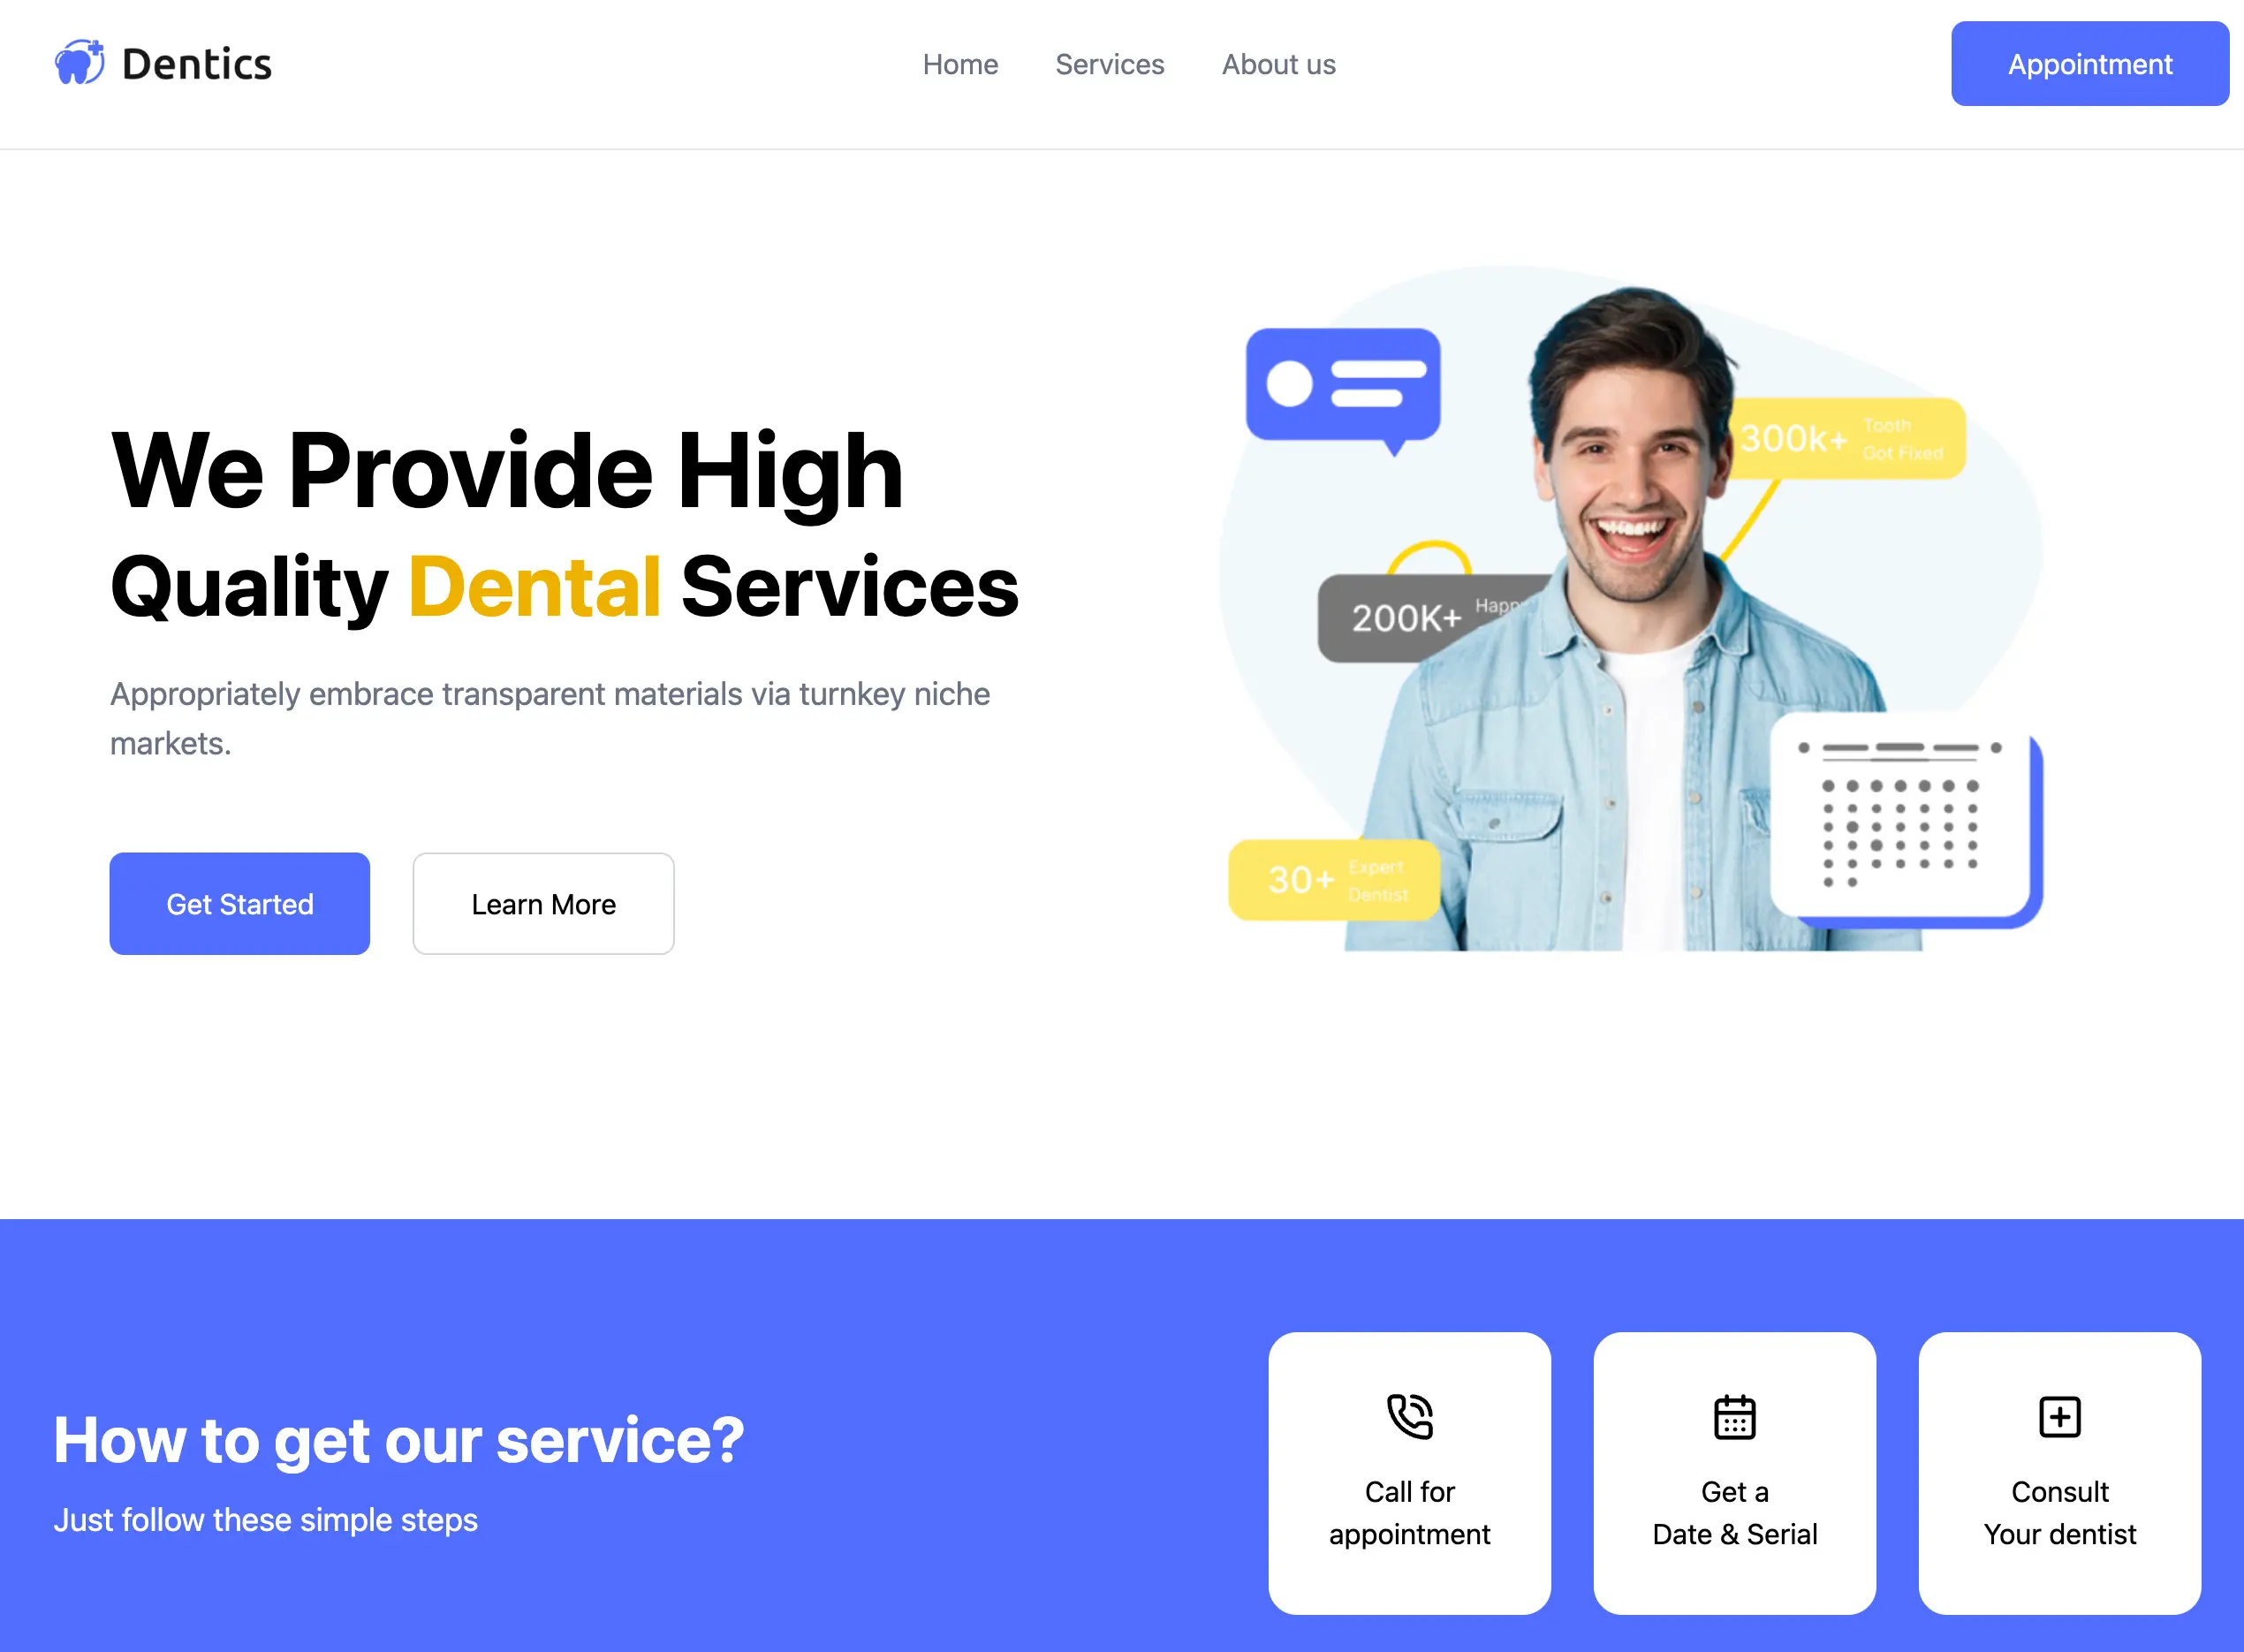 Dentics
Home
Services
About us
Appointment
We Provide High
Quality Dental Services
Appropriately embrace transparent materials via turnkey niche
markets.
Get Started
Learn More
300k+
Tooth
Got Fixed
200K+
30+
Expert
Dentist
How to get our service?
Just follow these simple steps
Call for
appointment
Get a
Date & Serial
Consult
Your dentist